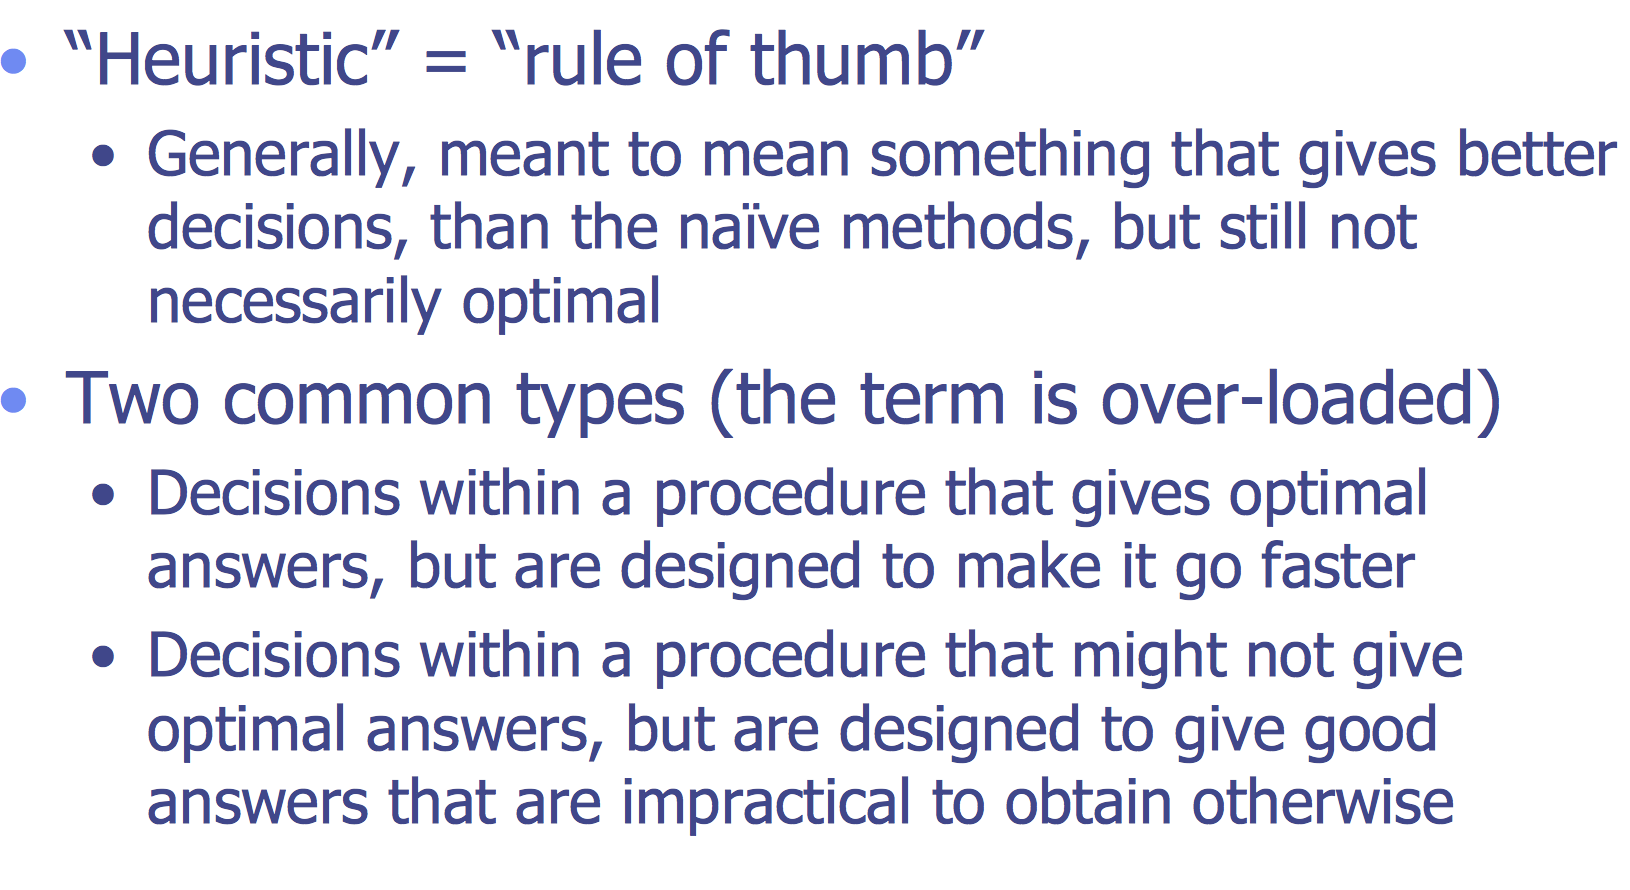 • “Heuristic” = “rule of thumb”
• Generally, meant to mean something that gives better
decisions, than the naïve methods, but still not
necessarily optimal
• Two common types (the term is over-loaded)
• Decisions within a procedure that gives optimal
answers, but are designed to make it go faster
• Decisions within a procedure that might not give
optimal answers, but are designed to give good
answers that are impractical to obtain otherwise